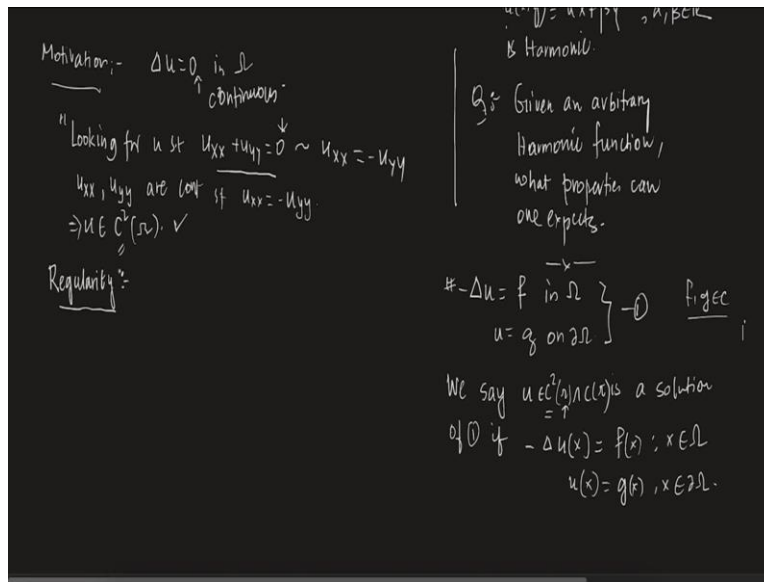 Motivation:- Δu=0 in Ω
↑
continuous.
"Looking for u st u_xx + u_yy = 0 ~ u_xx = -u_yy
u_xx, u_yy are cont st u_xx = -u_yy.
⇒ u ∈ C²(Ω). ✓
Regularity:-
is Harmonic.
Q:- Given an arbitrary
Harmonic function,
what properties can
one expects.
—x—
# -Δu = f in Ω
u = g on ∂Ω } —①
f, g ∈ C
We say u ∈ C²(Ω)∩C(Ω̄) is a solution
of ① if -Δu(x) = f(x) : x ∈ Ω
u(x) = g(x), x ∈ ∂Ω.